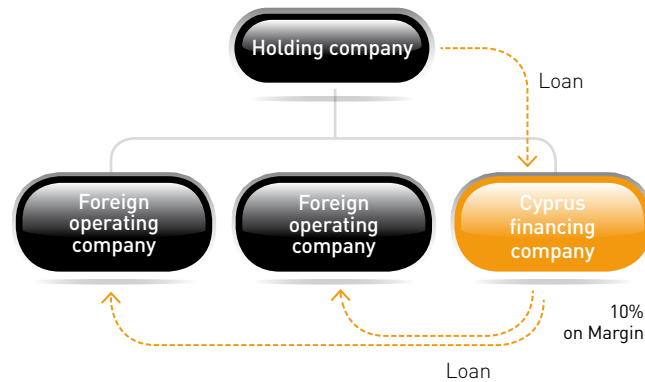 Holding company
Loan
Foreign
operating
company
Foreign
operating
company
Cyprus
financing
company
10%
on Margin
Loan